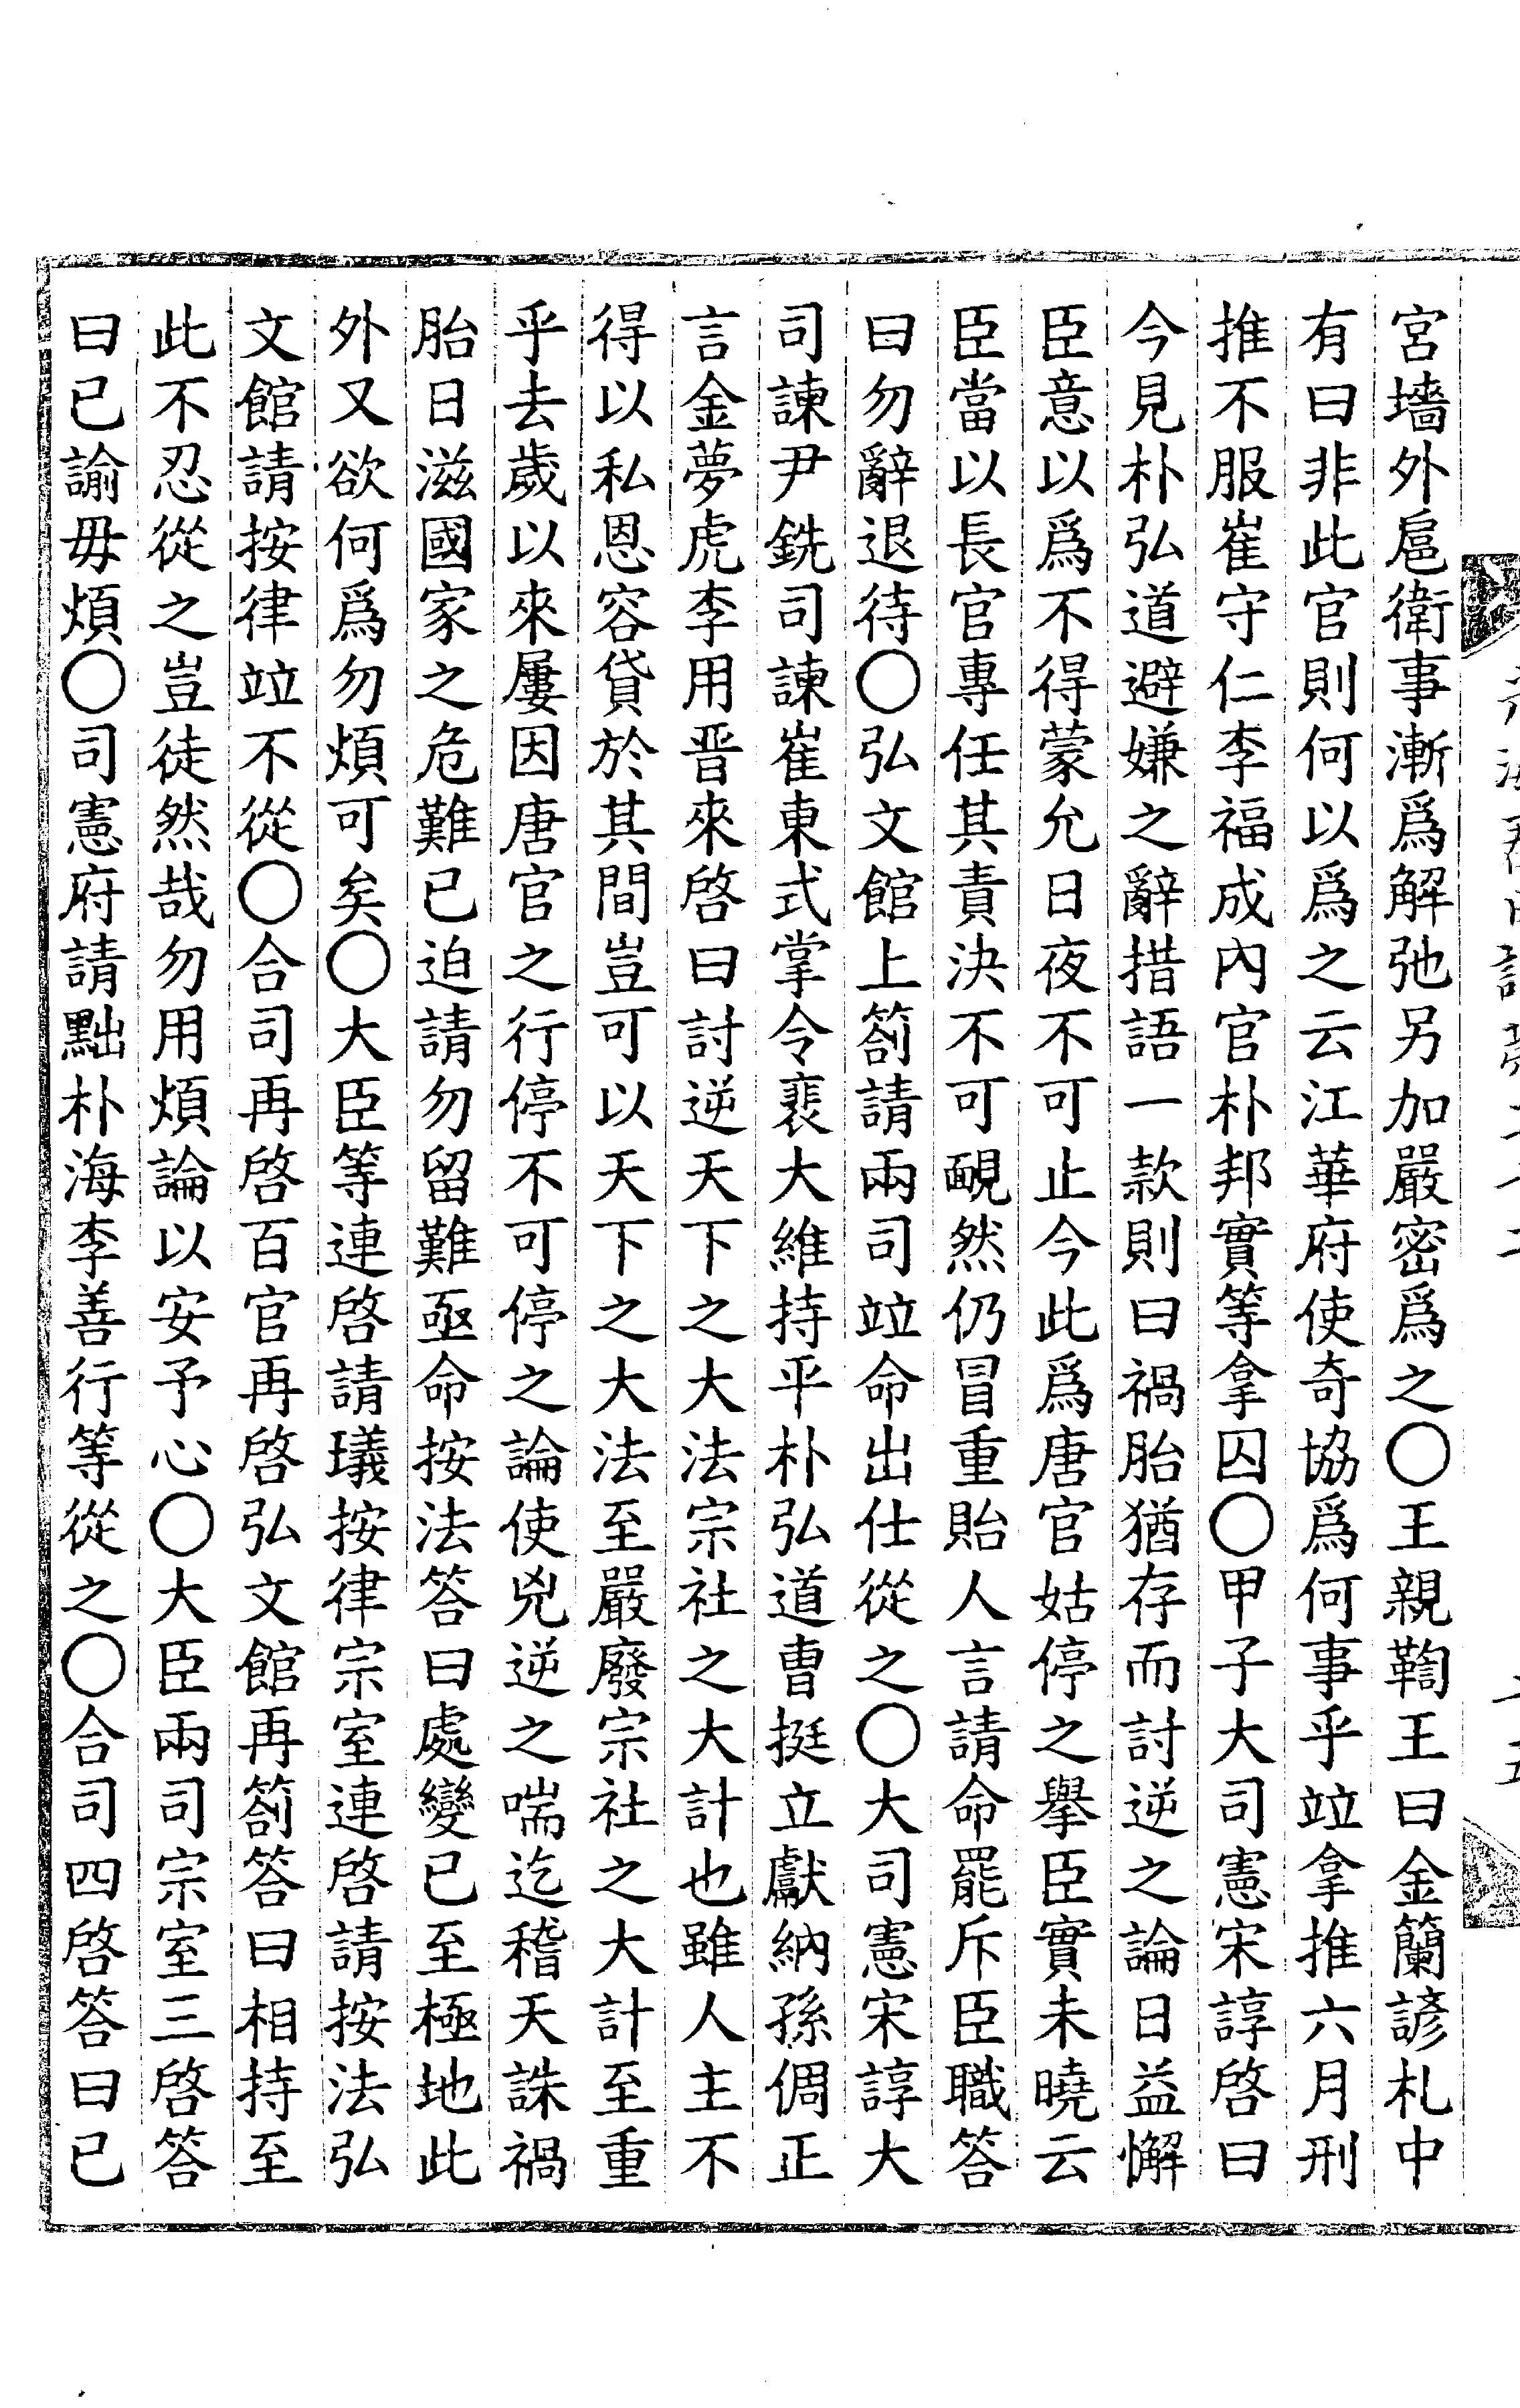 宮墻外扈衛事漸爲解弛另加嚴密爲之○王親鞫王曰金蘭諺札中
有曰非此官則何以爲之云江華府使奇協爲何事乎竝拿推六月刑
推不服崔守仁李福成內官朴邦實等拿囚○甲子大司憲宋諄啓曰
今見朴弘道避嫌之辭措語一款則曰禍胎猶存而討逆之論日益懈
臣意以爲不得蒙允日夜不可止今此爲唐官姑停之擧臣實未曉云
臣當以長官專任其責決不可靦然仍冒重貽人言請命罷斥臣職答
曰勿辭退待○弘文館上箚請兩司竝命出仕從之○大司憲宋諄大
司諫尹銑司諫崔東式掌令裵大維持平朴弘道曺挺立獻納孫倜正
言金夢虎李用晋來啓曰討逆天下之大法宗社之大計也雖人主不
得以私恩容貸於其間豈可以天下之大法至嚴廢宗社之大計至重
乎去歲以來屢因唐官之行停不可停之論使兇逆之喘迄稽天誅禍
胎日滋國家之危難已迫請勿留難亟命按法答曰處變已至極地此
外又欲何爲勿煩可矣○大臣等連啓請㼁按律宗室連啓請按法弘
文館請按律竝不從○合司再啓百官再啓弘文館再箚答曰相持至
此不忍從之豈徒然哉勿用煩論以安予心○大臣兩司宗室三啓答
曰已諭毋煩○司憲府請黜朴海李善行等從之○合司四啓答曰已